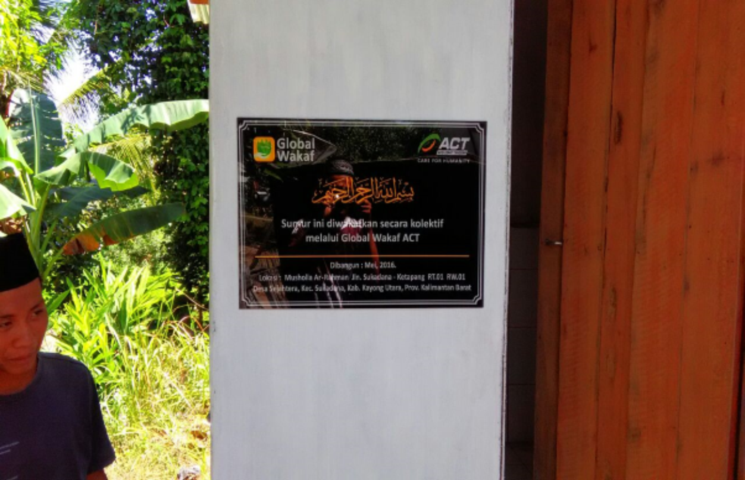 Global
Wakaf
ACT
CARE FOR HUMANITY
بسم الله الرحمن الرحيم
Sumur ini diwakafkan secara kolektif
melalui Global Wakaf ACT
Dibangun : Mei, 2016.
Lokasi : Musholla Ar-Rahman Jln. Sukadana - Ketapang RT.01 RW.01
Desa Sejahtera, Kec. Sukadana, Kab. Kayong Utara, Prov. Kalimantan Barat